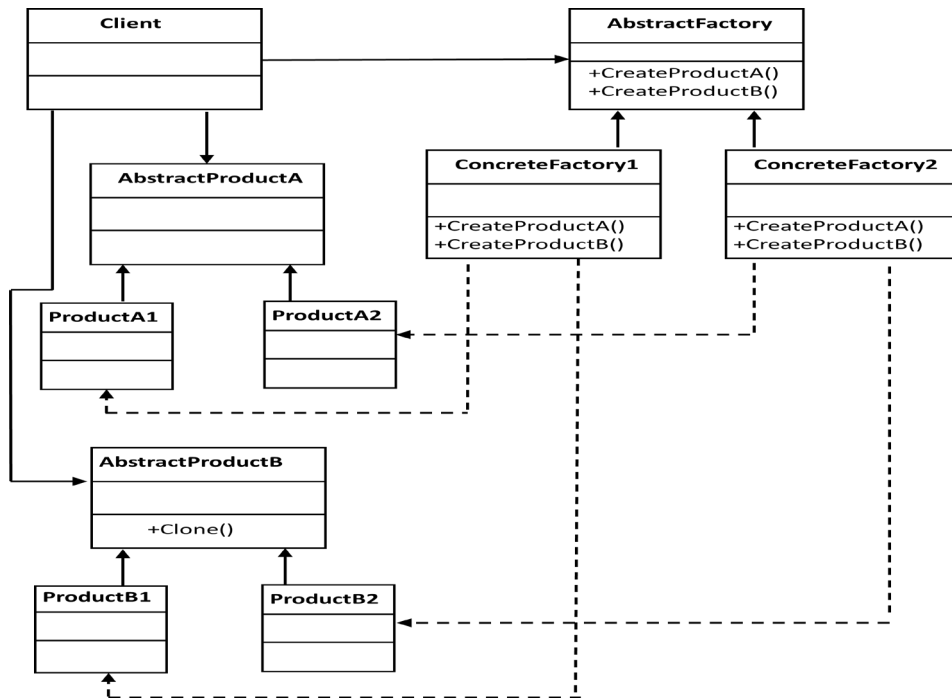 Client
AbstractFactory
+CreateProductA()
+CreateProductB()
AbstractProductA
ConcreteFactory1
+CreateProductA()
+CreateProductB()
ConcreteFactory2
+CreateProductA()
+CreateProductB()
ProductA1
ProductA2
AbstractProductB
+Clone()
ProductB1
ProductB2